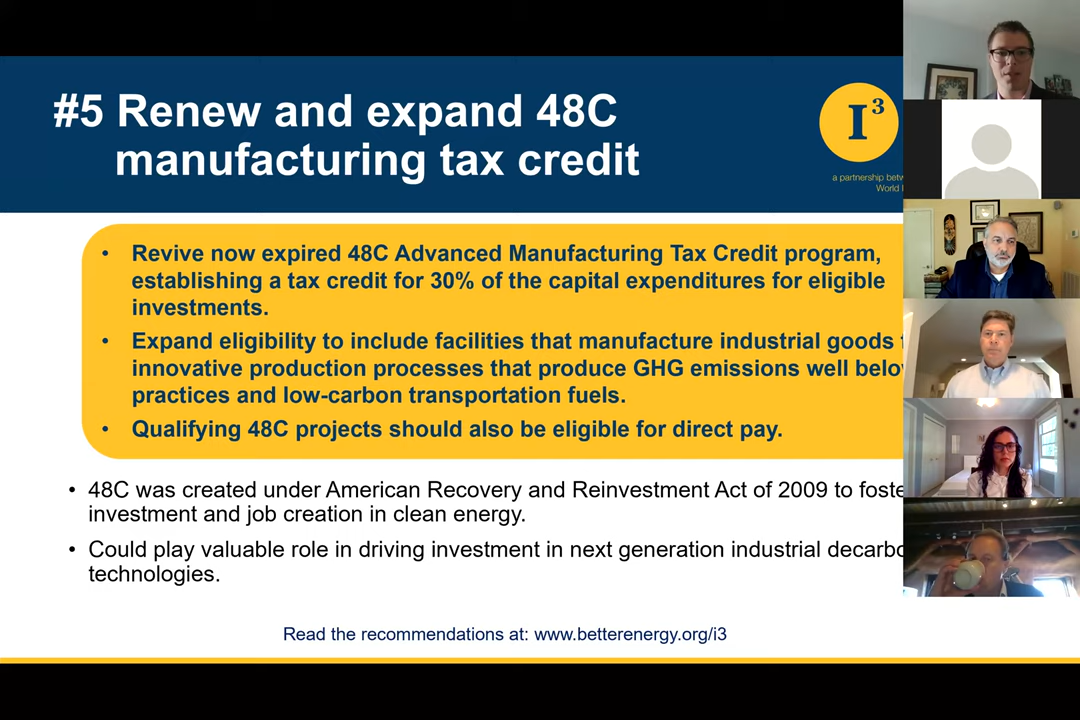 #5 Renew and expand 48C
manufacturing tax credit
I³
a partnership
World
• Revive now expired 48C Advanced Manufacturing Tax Credit program,
establishing a tax credit for 30% of the capital expenditures for eligible
investments.
• Expand eligibility to include facilities that manufacture industrial goods
innovative production processes that produce GHG emissions well
practices and low-carbon transportation fuels.
• Qualifying 48C projects should also be eligible for direct pay.
• 48C was created under American Recovery and Reinvestment Act of 2009 to
investment and job creation in clean energy.
• Could play valuable role in driving investment in next generation industrial
technologies.
Read the recommendations at: www.betterenergy.org/i3